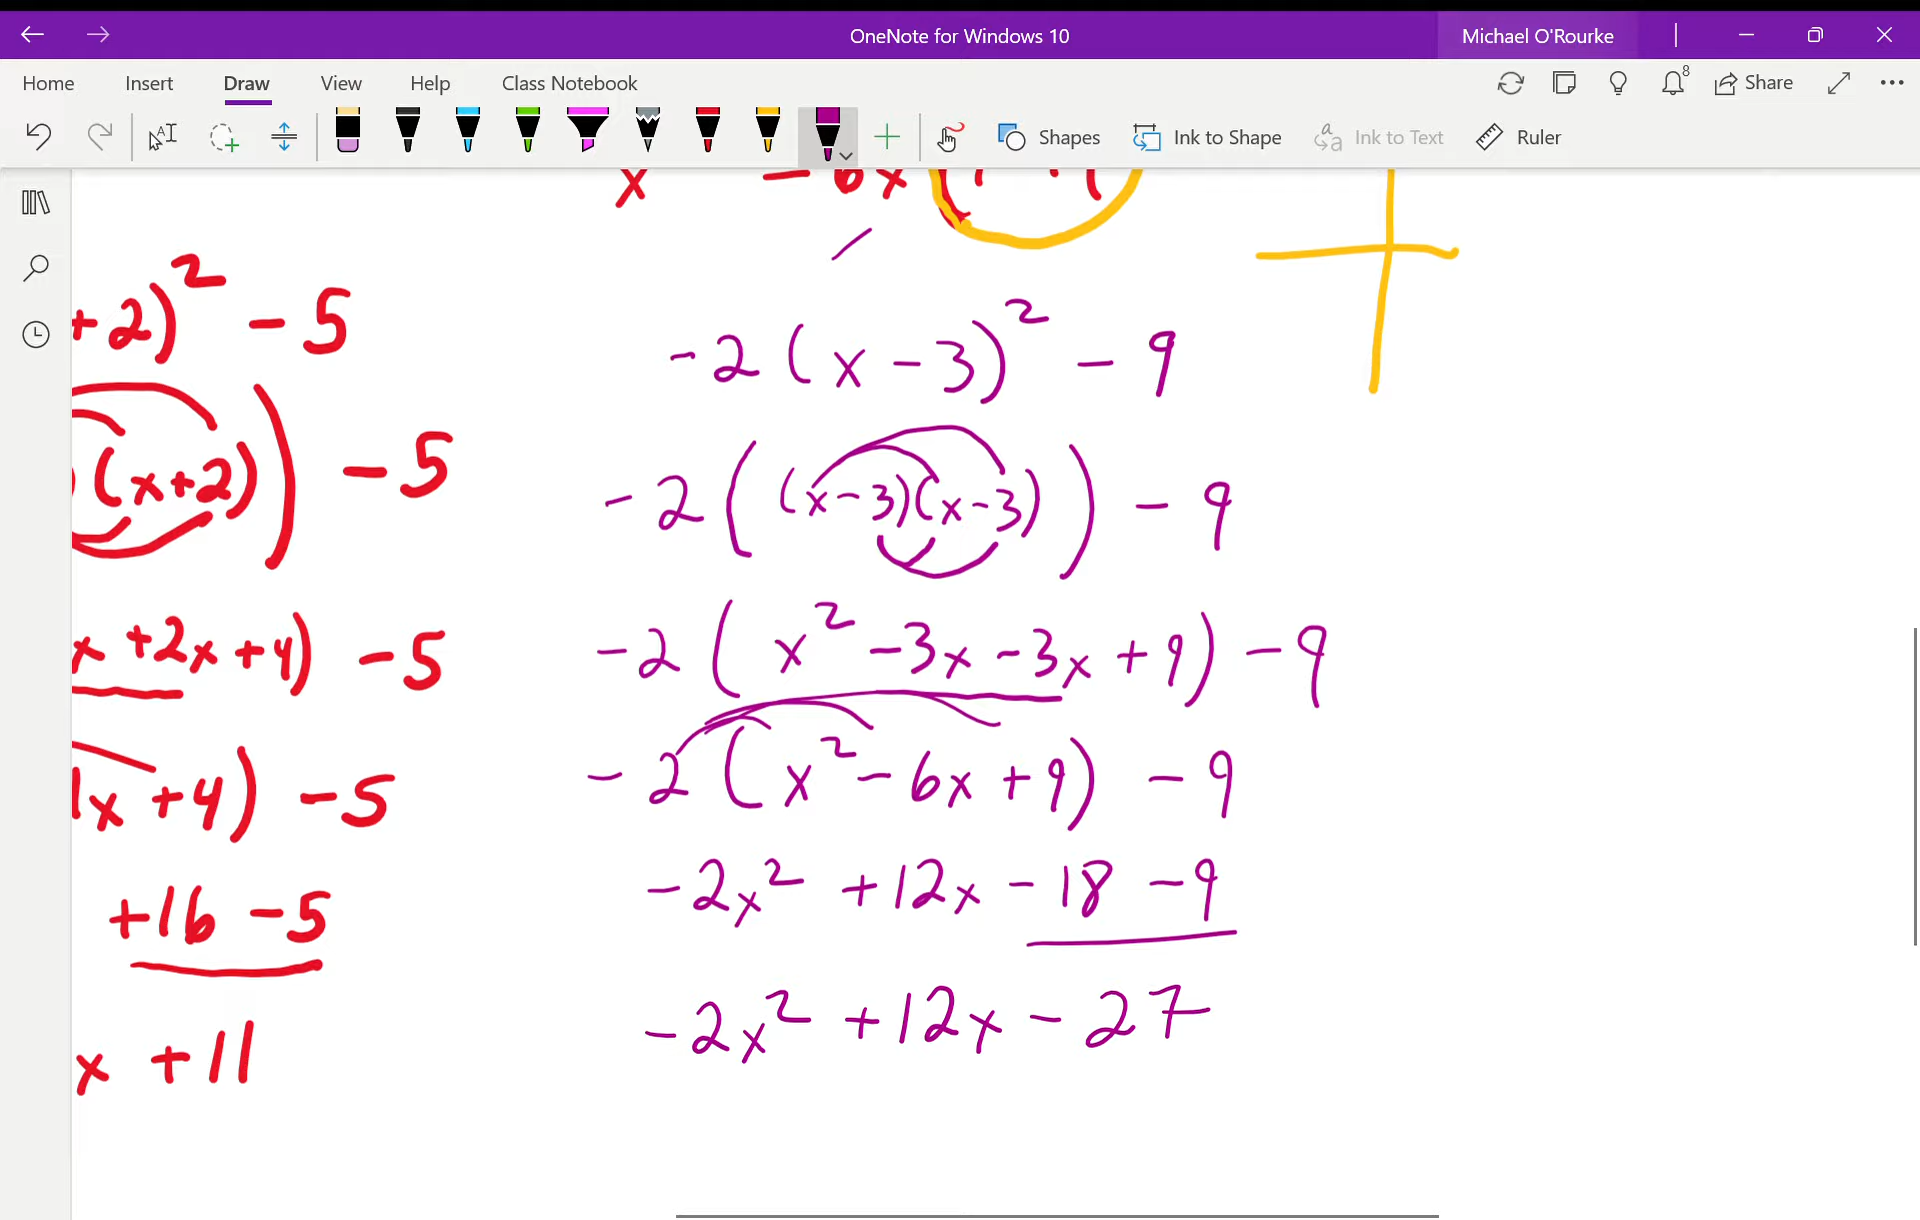 OneNote for Windows 10
Michael O'Rourke
Home Insert Draw View Help Class Notebook
8 Share
Shapes Ink to Shape Ink to Text Ruler
x - 6x
+2)² - 5
(x+2)) - 5
x +2x +4) - 5
x +4) - 5
+16 - 5
x +11
-2(x - 3)² - 9
-2((x-3)(x-3)) - 9
-2(x² -3x -3x +9) -9
-2(x² - 6x +9) - 9
-2x² +12x - 18 -9
-2x² +12x - 27